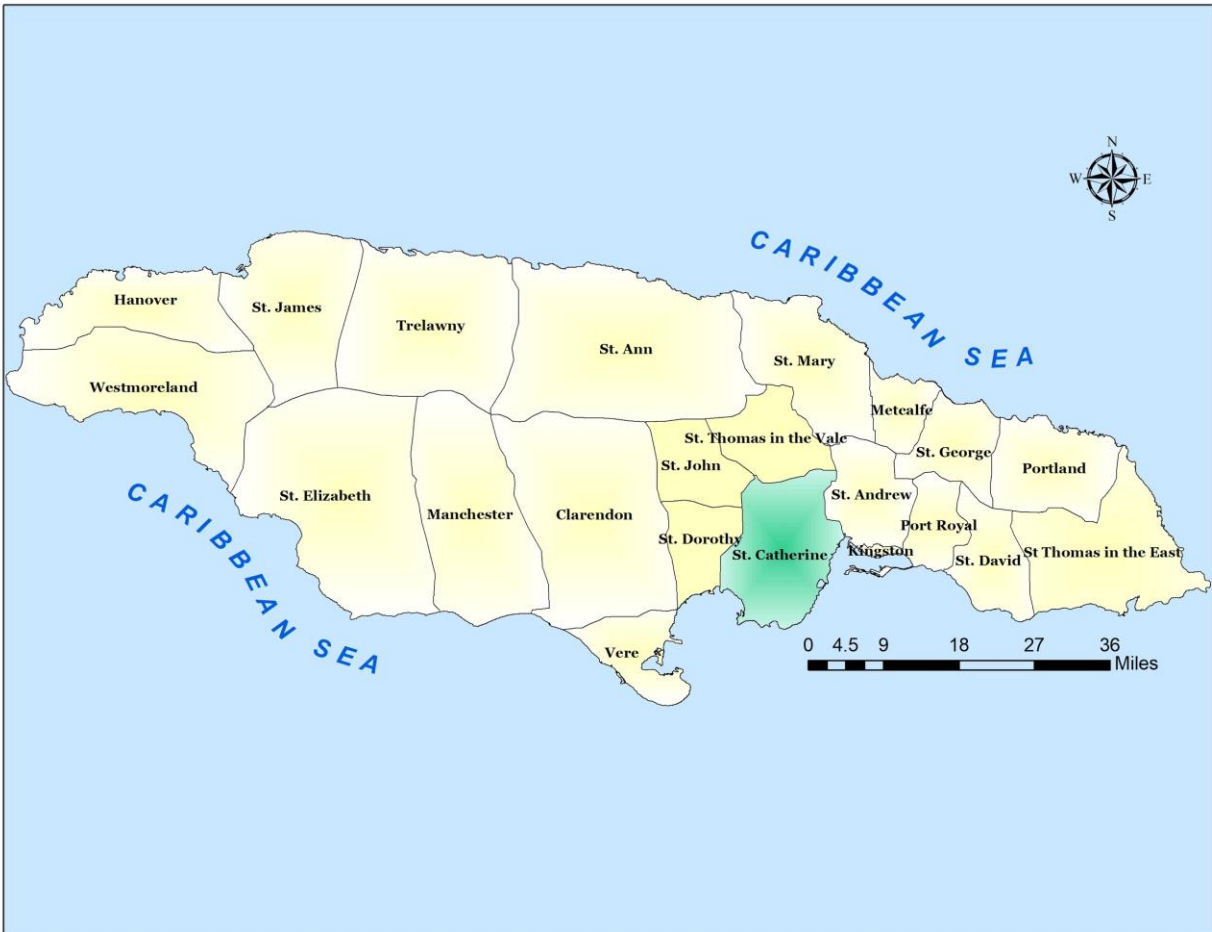 N
W E
S
CARIBBEAN SEA
Hanover
St. James
Trelawny
St. Ann
St. Mary
Westmoreland
Metcalfe
St. Thomas in the Vale
St. George
St. John
Portland
St. Elizabeth
Manchester
Clarendon
St. Andrew
Port Royal
St. Dorothy
St. Catherine
Kingston
St. David
St Thomas in the East
CARIBBEAN SEA
Vere
0 4.5 9 18 27 36
Miles